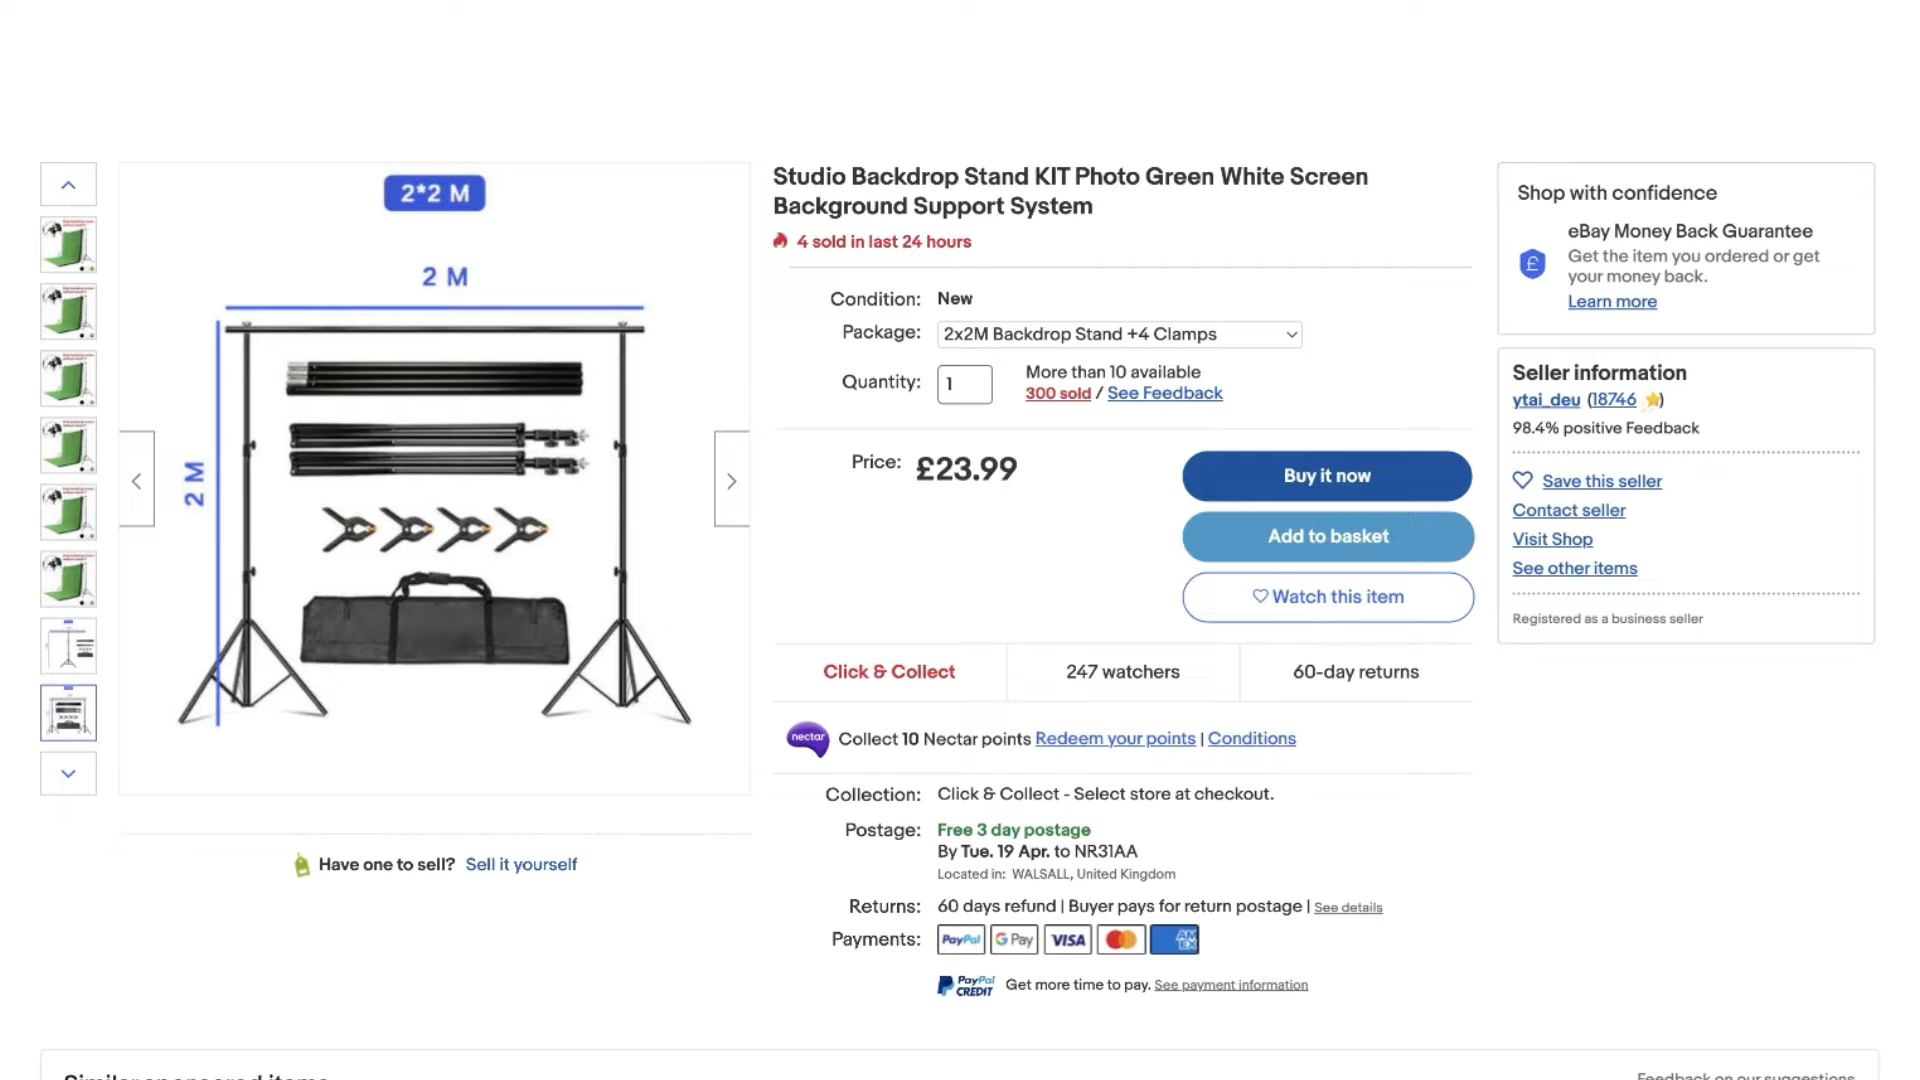 2*2 M
2 M
2 M
Studio Backdrop Stand KIT Photo Green White Screen
Background Support System
4 sold in last 24 hours
Condition: New
Package: 2x2M Backdrop Stand +4 Clamps
Quantity: 1
More than 10 available
300 sold / See Feedback
Price: £23.99
Buy it now
Add to basket
Watch this item
Click & Collect
247 watchers
60-day returns
nectar
Collect 10 Nectar points Redeem your points | Conditions
Collection: Click & Collect - Select store at checkout.
Postage: Free 3 day postage
By Tue. 19 Apr. to NR31AA
Located in: WALSALL, United Kingdom
Returns: 60 days refund | Buyer pays for return postage | See details
Payments: PayPal G Pay VISA AMEX
PayPal CREDIT Get more time to pay. See payment information
Have one to sell? Sell it yourself
Shop with confidence
eBay Money Back Guarantee
Get the item you ordered or get
your money back.
Learn more
Seller information
ytai_deu (18746)
98.4% positive Feedback
Save this seller
Contact seller
Visit Shop
See other items
Registered as a business seller
Similar sponsored items
Feedback on our suggestions